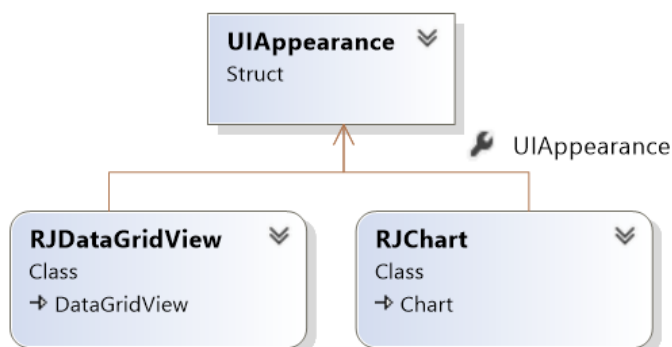 UIAppearance
Struct
UIAppearance
RJDataGridView
Class
DataGridView
RJChart
Class
Chart